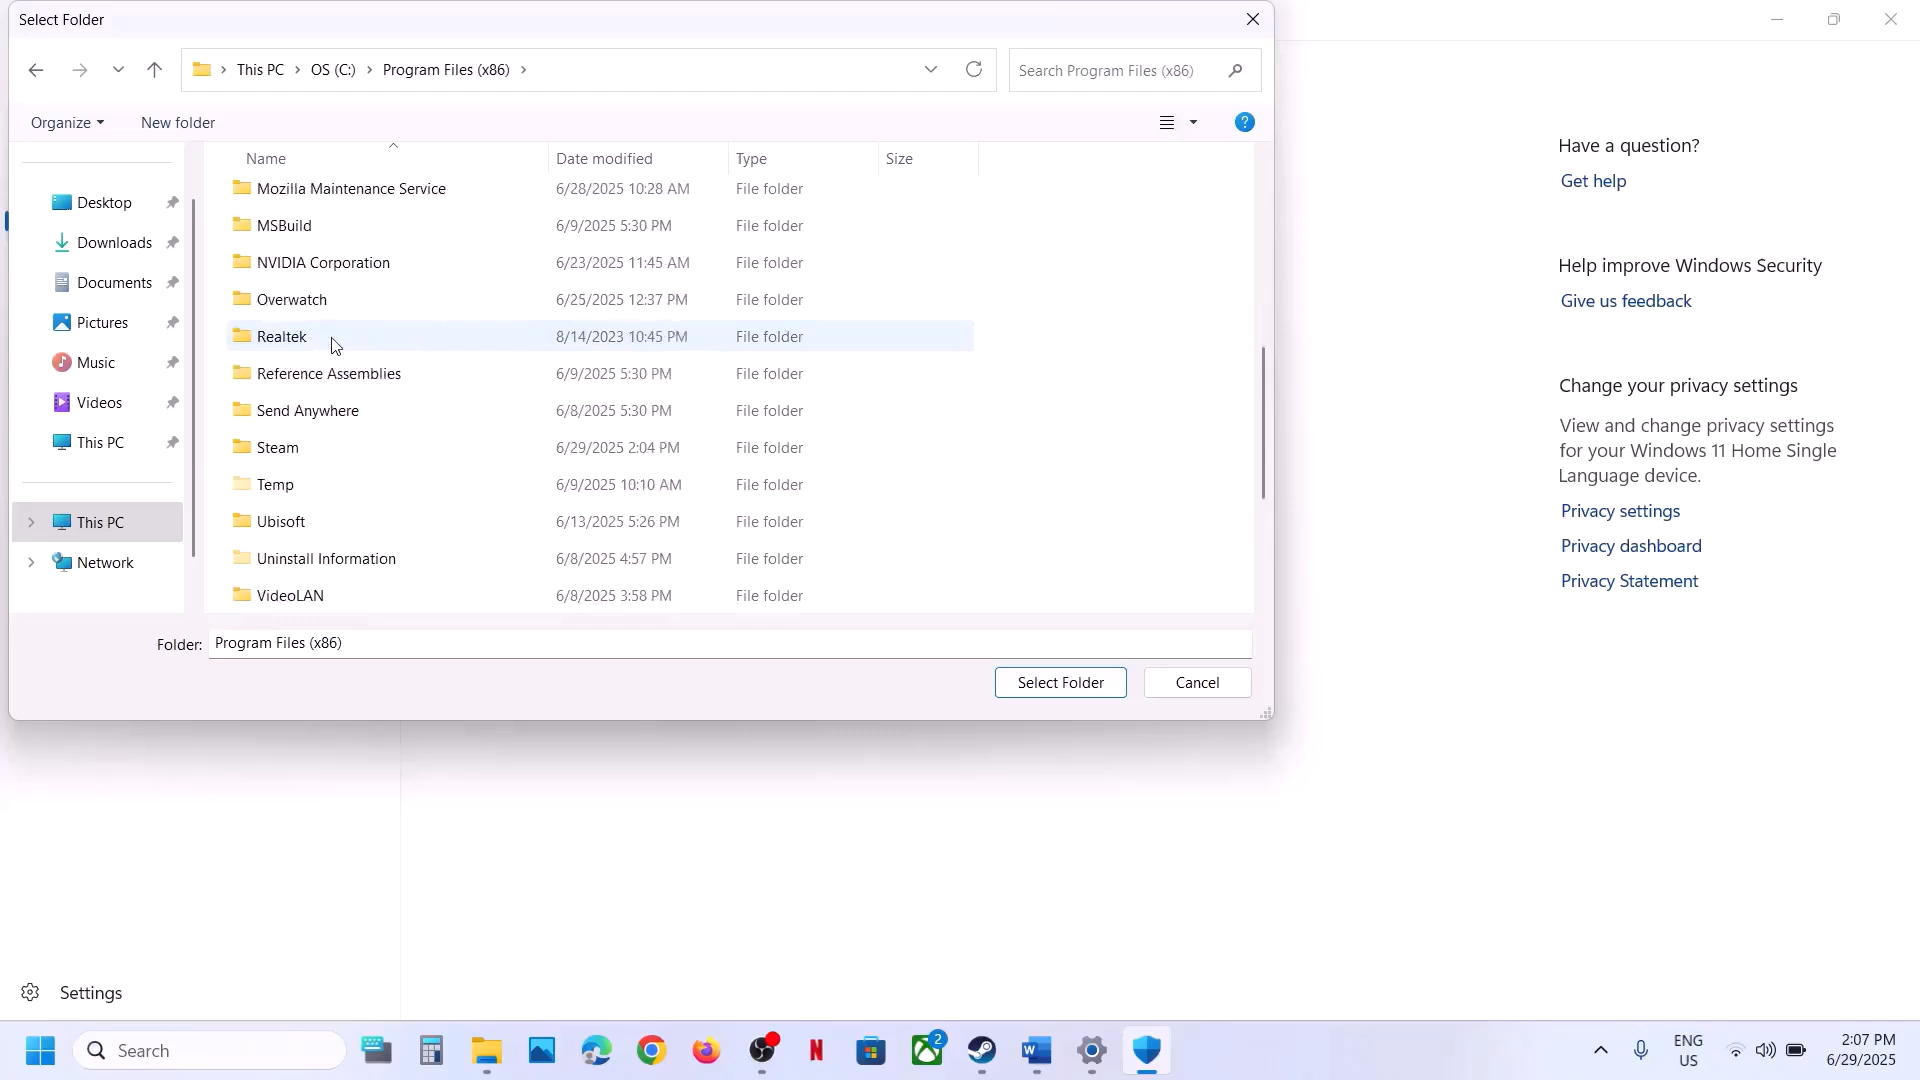 Select Folder
This PC > OS (C:) > Program Files (x86) >
Search Program Files (x86)
Organize
New folder
?
Name
Date modified
Type
Size
Mozilla Maintenance Service 6/28/2025 10:28 AM File folder
MSBuild 6/9/2025 5:30 PM File folder
NVIDIA Corporation 6/23/2025 11:45 AM File folder
Overwatch 6/25/2025 12:37 PM File folder
Realtek 8/14/2023 10:45 PM File folder
Reference Assemblies 6/9/2025 5:30 PM File folder
Send Anywhere 6/8/2025 5:30 PM File folder
Steam 6/29/2025 2:04 PM File folder
Temp 6/9/2025 10:10 AM File folder
Ubisoft 6/13/2025 5:26 PM File folder
Uninstall Information 6/8/2025 4:57 PM File folder
VideoLAN 6/8/2025 3:58 PM File folder
Desktop
Downloads
Documents
Pictures
Music
Videos
This PC
This PC
Network
Folder: Program Files (x86)
Select Folder
Cancel
Have a question?
Get help
Help improve Windows Security
Give us feedback
Change your privacy settings
View and change privacy settings
for your Windows 11 Home Single
Language device.
Privacy settings
Privacy dashboard
Privacy Statement
Settings
Search
N
2
W
ENG
US
2:07 PM
6/29/2025